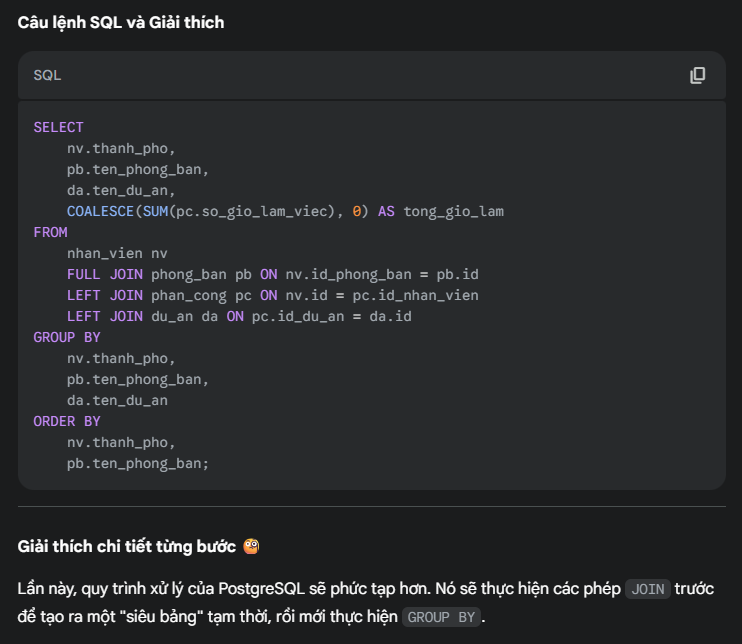 Câu lệnh SQL và Giải thích
SQL
SELECT
nv.thanh_pho,
pb.ten_phong_ban,
da.ten_du_an,
COALESCE(SUM(pc.so_gio_lam_viec), 0) AS tong_gio_lam
FROM
nhan_vien nv
FULL JOIN phong_ban pb ON nv.id_phong_ban = pb.id
LEFT JOIN phan_cong pc ON nv.id = pc.id_nhan_vien
LEFT JOIN du_an da ON pc.id_du_an = da.id
GROUP BY
nv.thanh_pho,
pb.ten_phong_ban,
da.ten_du_an
ORDER BY
nv.thanh_pho,
pb.ten_phong_ban;
Giải thích chi tiết từng bước 🧐
Lần này, quy trình xử lý của PostgreSQL sẽ phức tạp hơn. Nó sẽ thực hiện các phép JOIN trước
để tạo ra một "siêu bảng" tạm thời, rồi mới thực hiện GROUP BY.